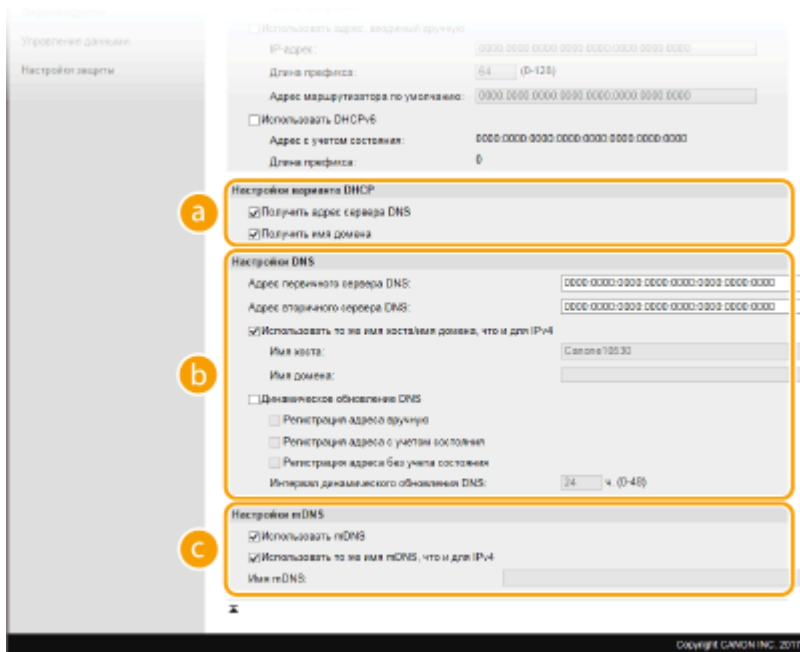 Управление данными
Настройки защиты
Использовать адрес, вводимый вручную
IP-адрес: 0000:0000:0000:0000:0000:0000:0000:0000
Длина префикса: 64 (0-128)
Адрес маршрутизатора по умолчанию: 0000:0000:0000:0000:0000:0000:0000:0000
Использовать DHCPv6
Адрес с учетом состояния: 0000:0000:0000:0000:0000:0000:0000:0000
Длина префикса: 0
a
Настройки варианта DHCP
Получить адрес сервера DNS
Получить имя домена
b
Настройки DNS
Адрес первичного сервера DNS: 0000:0000:0000:0000:0000:0000:0000:0000
Адрес вторичного сервера DNS: 0000:0000:0000:0000:0000:0000:0000:0000
Использовать то же имя хоста/имя домена, что и для IPv4
Имя хоста: Canone10530
Имя домена:
Динамическое обновление DNS
Регистрация адреса вручную
Регистрация адреса с учетом состояния
Регистрация адреса без учета состояния
Интервал динамического обновления DNS: 24 ч. (0-48)
c
Настройки mDNS
Использовать mDNS
Использовать то же имя mDNS, что и для IPv4
Имя mDNS:
Copyright CANON INC. 2017